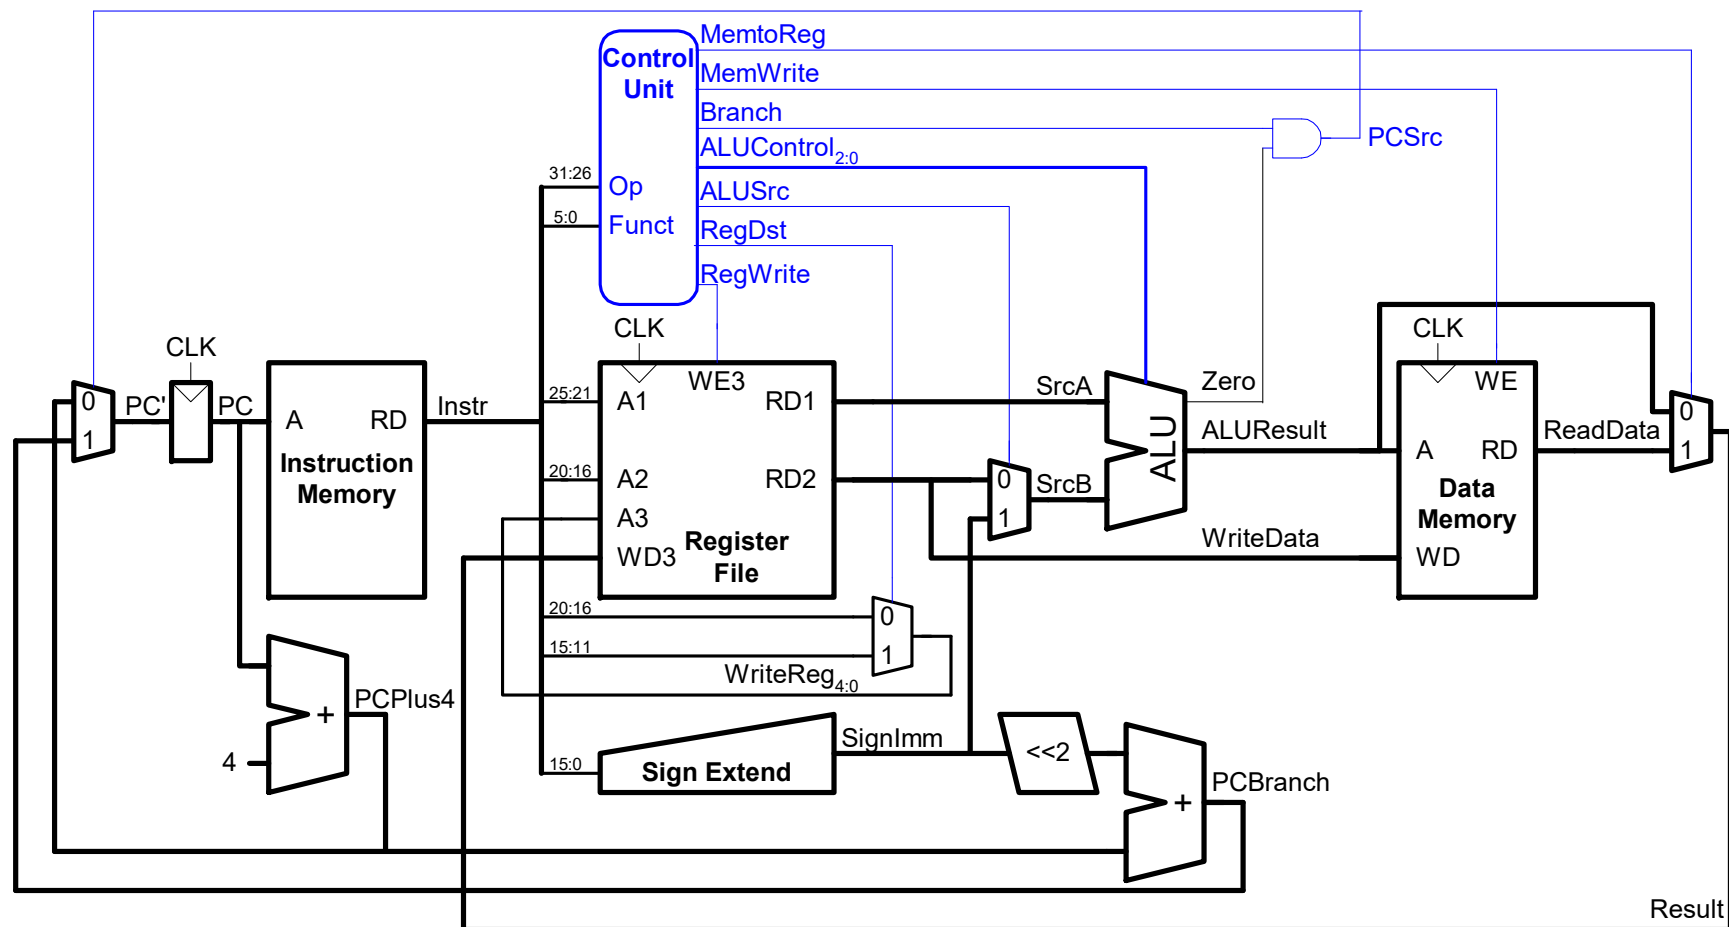 MemtoReg
Control
Unit
MemWrite
Branch
PCSrc
ALUControl2:0
31:26
Op
ALUSrc
5:0
Funct
RegDst
RegWrite
CLK
CLK
CLK
WE3
WE
SrcA
Zero
0
PC'
PC
A
RD
Instr
25:21
A1
RD1
0
1
ALU
ALUResult
ReadData
A
RD
1
Instruction
Memory
20:16
A2
RD2
0
SrcB
1
Data
Memory
A3
Register
File
WD3
WriteData
WD
20:16
0
15:11
1
WriteReg4:0
PCPlus4
+
4
SignImm
<<2
15:0
Sign Extend
PCBranch
+
Result